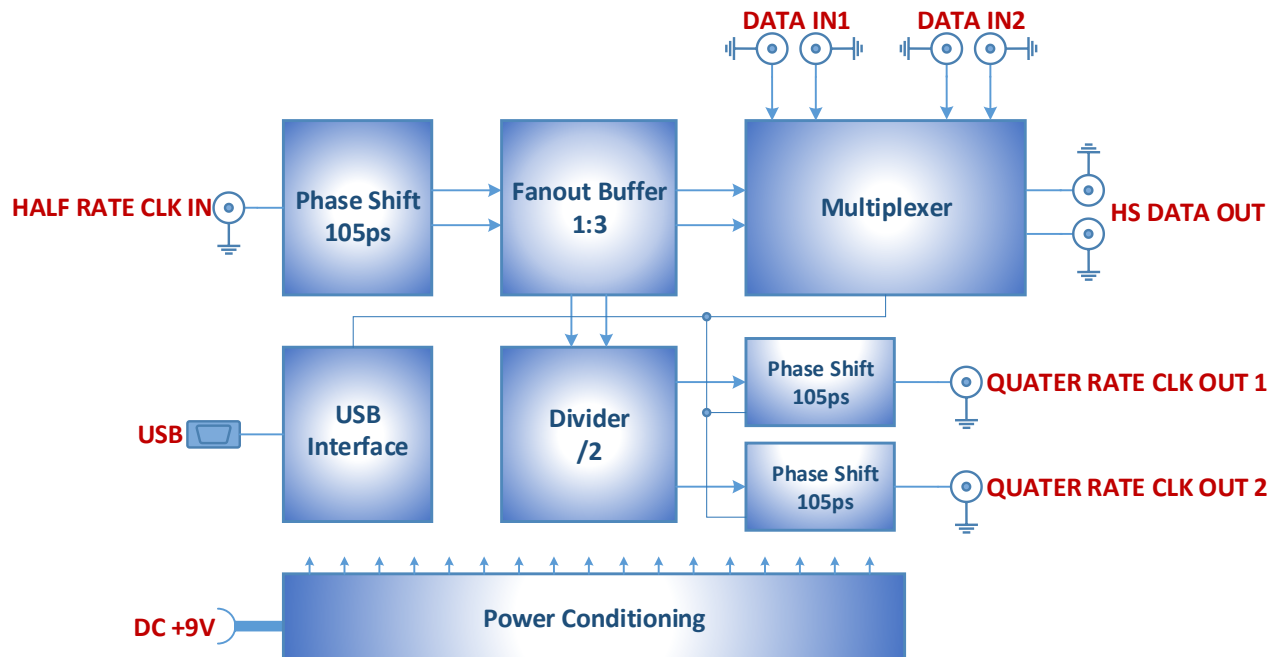 DATA IN1
DATA IN2
HALF RATE CLK IN
Phase Shift
105ps
Fanout Buffer
1:3
Multiplexer
HS DATA OUT
USB
USB
Interface
Divider
/2
Phase Shift
105ps
QUATER RATE CLK OUT 1
Phase Shift
105ps
QUATER RATE CLK OUT 2
DC +9V
Power Conditioning